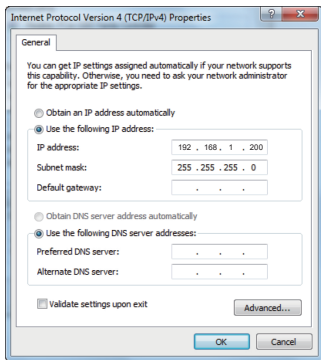 Internet Protocol Version 4 (TCP/IPv4) Properties
General
You can get IP settings assigned automatically if your network supports
this capability. Otherwise, you need to ask your network administrator
for the appropriate IP settings.
Obtain an IP address automatically
Use the following IP address:
IP address: 192 . 168 . 1 . 200
Subnet mask: 255 . 255 . 255 . 0
Default gateway: . . .
Obtain DNS server address automatically
Use the following DNS server addresses:
Preferred DNS server: . . .
Alternate DNS server: . . .
Validate settings upon exit Advanced...
OK Cancel